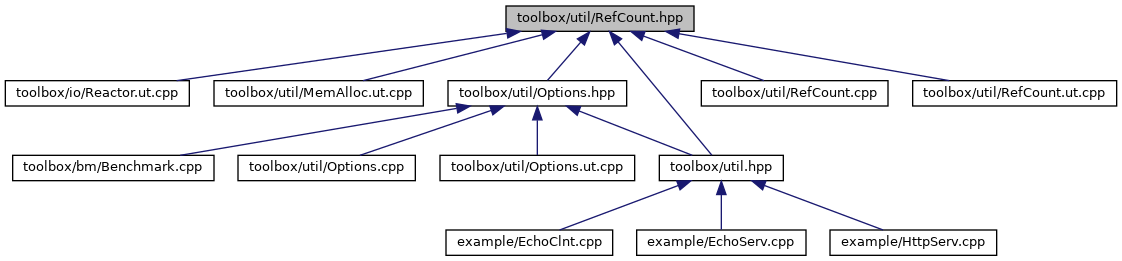 toolbox/util/RefCount.hpp
toolbox/io/Reactor.ut.cpp
toolbox/util/MemAlloc.ut.cpp
toolbox/util/Options.hpp
toolbox/util/RefCount.cpp
toolbox/util/RefCount.ut.cpp
toolbox/bm/Benchmark.cpp
toolbox/util/Options.cpp
toolbox/util/Options.ut.cpp
toolbox/util.hpp
example/EchoClnt.cpp
example/EchoServ.cpp
example/HttpServ.cpp